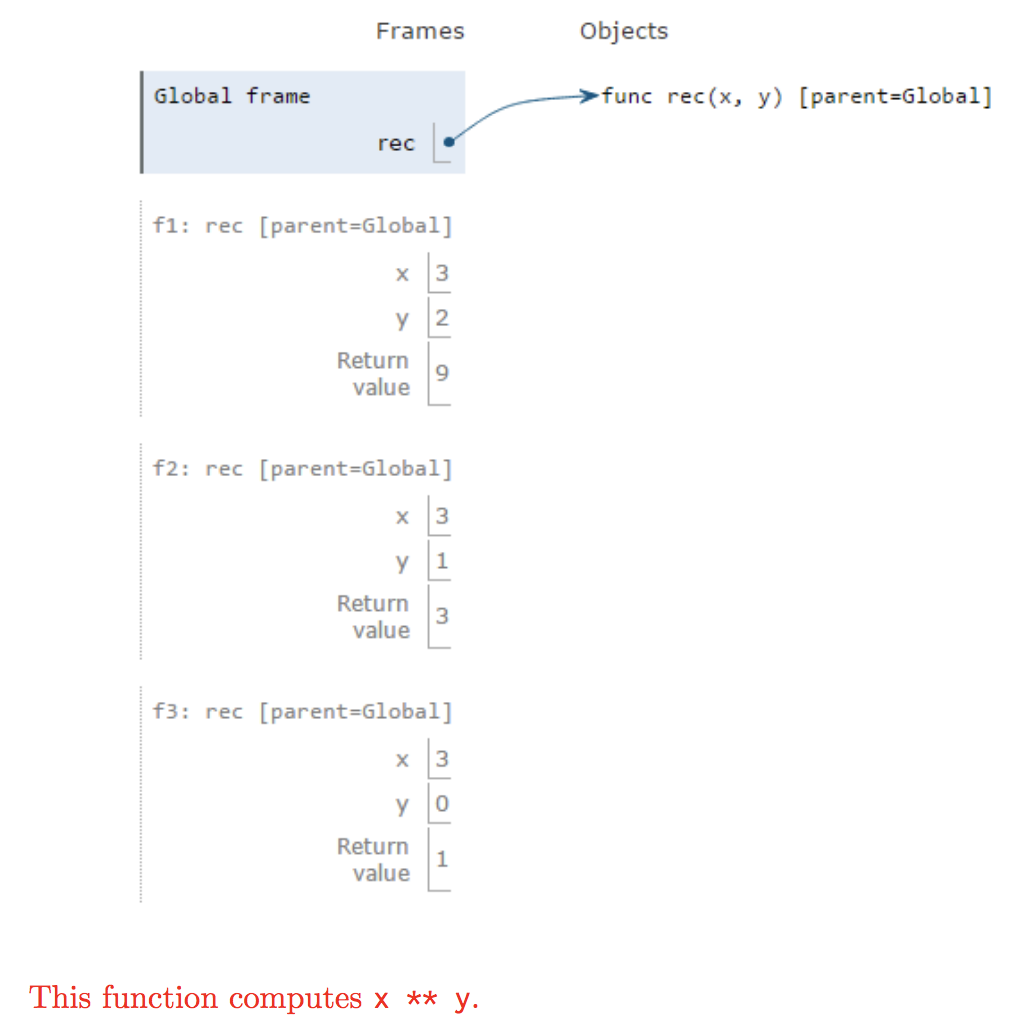 Frames Objects
Global frame func rec(x, y) [parent=Global]
rec
f1: rec [parent=Global]
x 3
y 2
Return
value 9
f2: rec [parent=Global]
x 3
y 1
Return
value 3
f3: rec [parent=Global]
x 3
y 0
Return
value 1
This function computes x ** y.